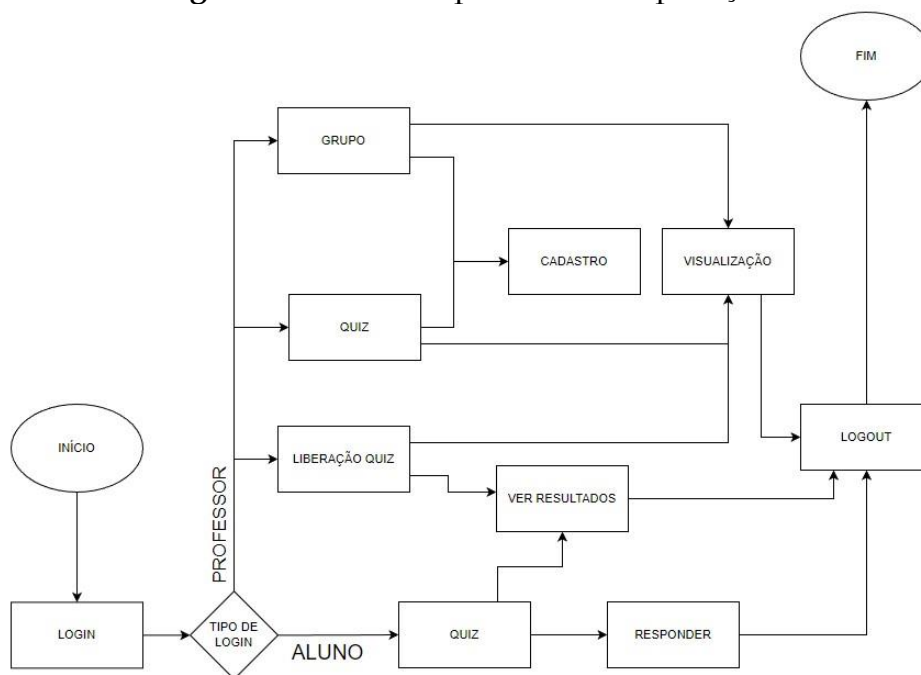 FIM
GRUPO
CADASTRO
VISUALIZAÇÃO
QUIZ
INÍCIO
LIBERAÇÃO QUIZ
LOGOUT
PROFESSOR
VER RESULTADOS
LOGIN
TIPO DE
LOGIN
ALUNO
QUIZ
RESPONDER